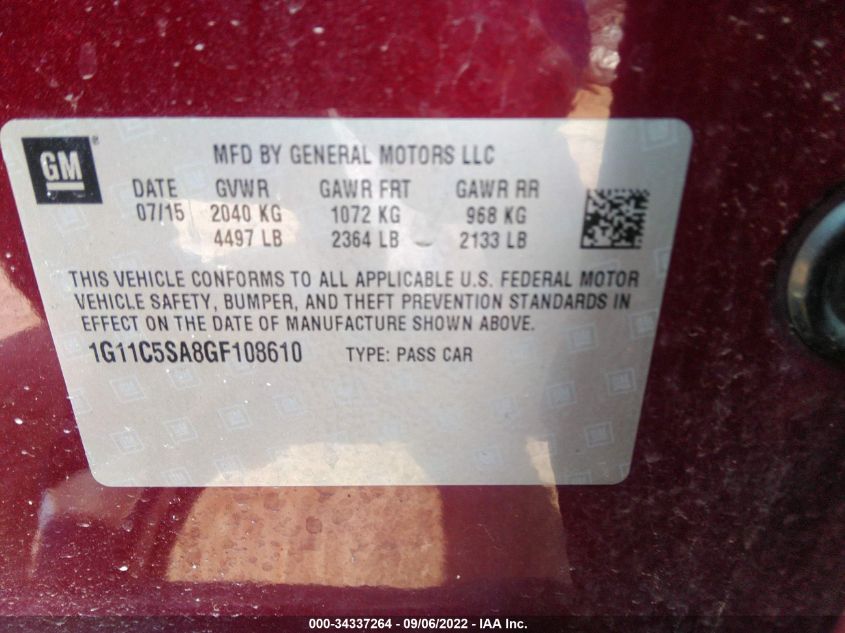 GM ®
MFD BY GENERAL MOTORS LLC
DATE GVWR GAWR FRT GAWR RR
07/15 2040 KG 1072 KG 968 KG
4497 LB 2364 LB 2133 LB
THIS VEHICLE CONFORMS TO ALL APPLICABLE U.S. FEDERAL MOTOR
VEHICLE SAFETY, BUMPER, AND THEFT PREVENTION STANDARDS IN
EFFECT ON THE DATE OF MANUFACTURE SHOWN ABOVE.
1G11C5SA8GF108610 TYPE: PASS CAR
000-34337264 - 09/06/2022 - IAA Inc.